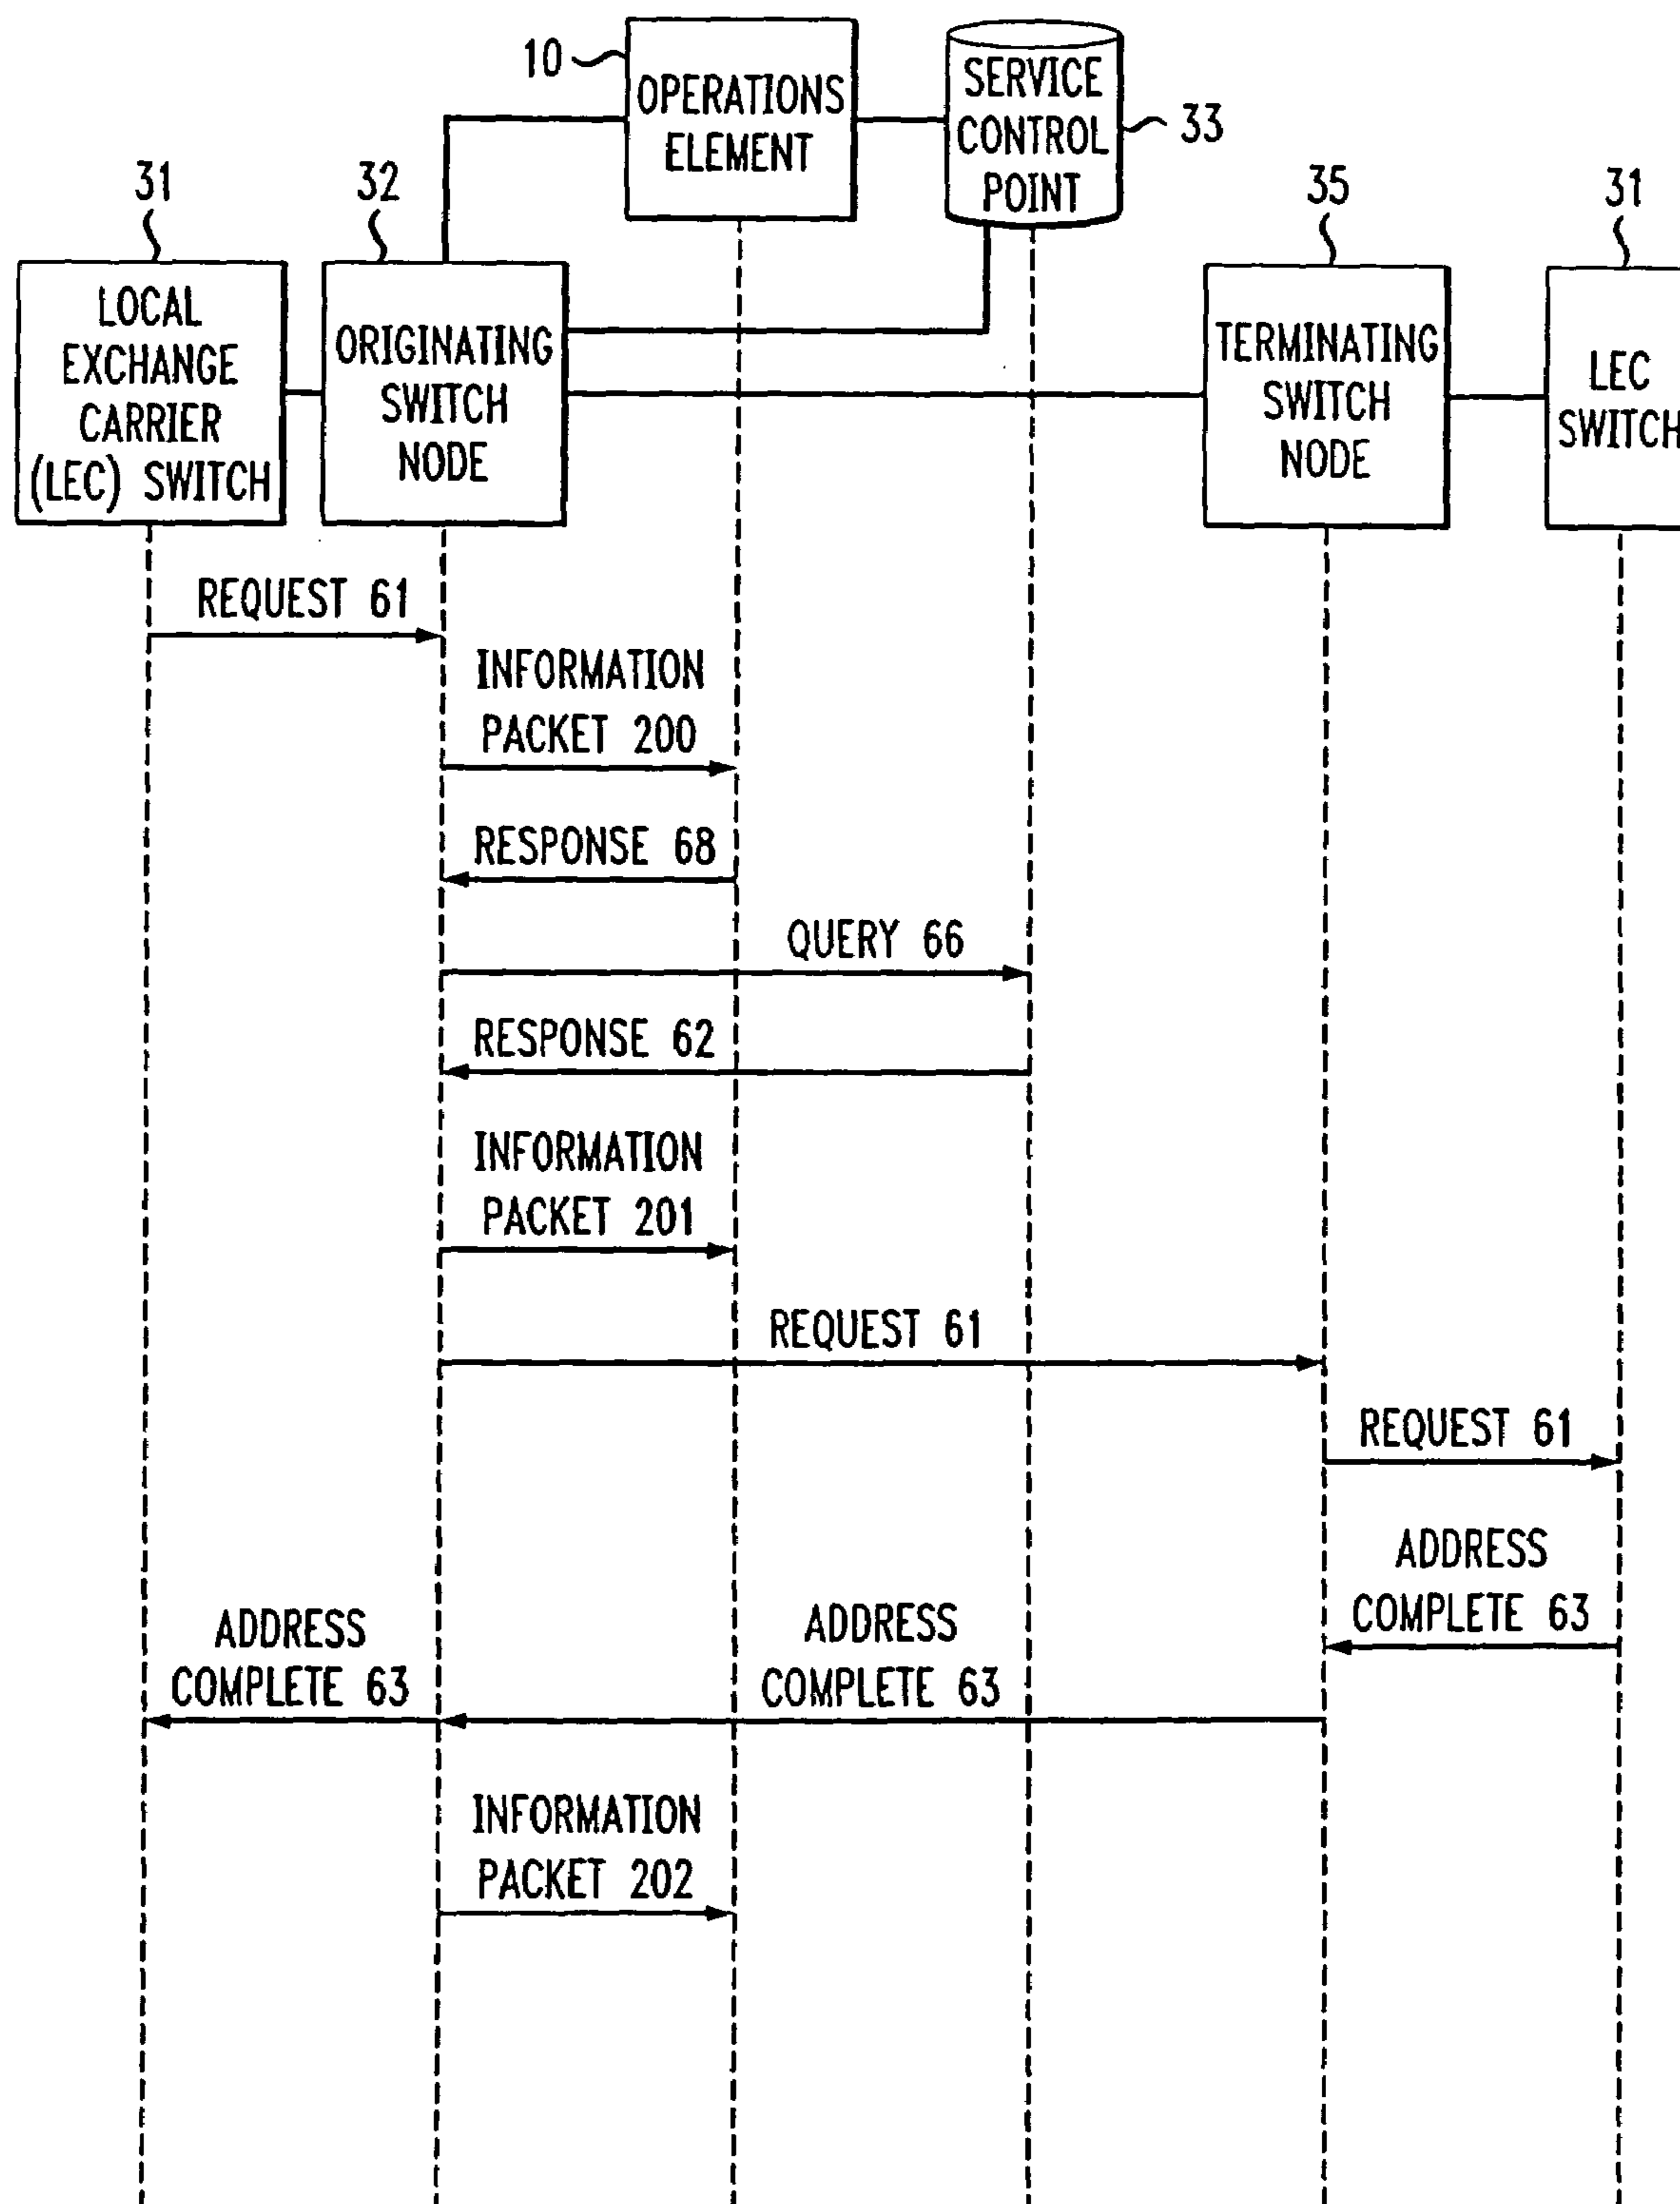 10
OPERATIONS
ELEMENT
SERVICE
CONTROL
POINT
33
31
32
35
31
LOCAL
EXCHANGE
CARRIER
(LEC) SWITCH
ORIGINATING
SWITCH
NODE
TERMINATING
SWITCH
NODE
LEC
SWITCH
REQUEST 61
INFORMATION
PACKET 200
RESPONSE 68
QUERY 66
RESPONSE 62
INFORMATION
PACKET 201
REQUEST 61
REQUEST 61
ADDRESS
COMPLETE 63
ADDRESS
COMPLETE 63
ADDRESS
COMPLETE 63
INFORMATION
PACKET 202